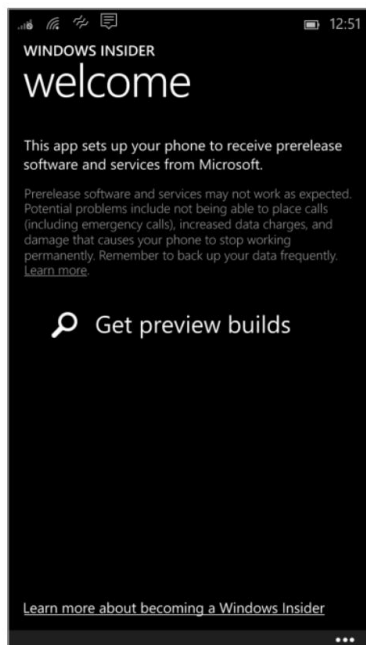 12:51
WINDOWS INSIDER
welcome
This app sets up your phone to receive prerelease
software and services from Microsoft.
Prerelease software and services may not work as expected.
Potential problems include not being able to place calls
(including emergency calls), increased data charges, and
damage that causes your phone to stop working
permanently. Remember to back up your data frequently.
Learn more.
Get preview builds
Learn more about becoming a Windows Insider